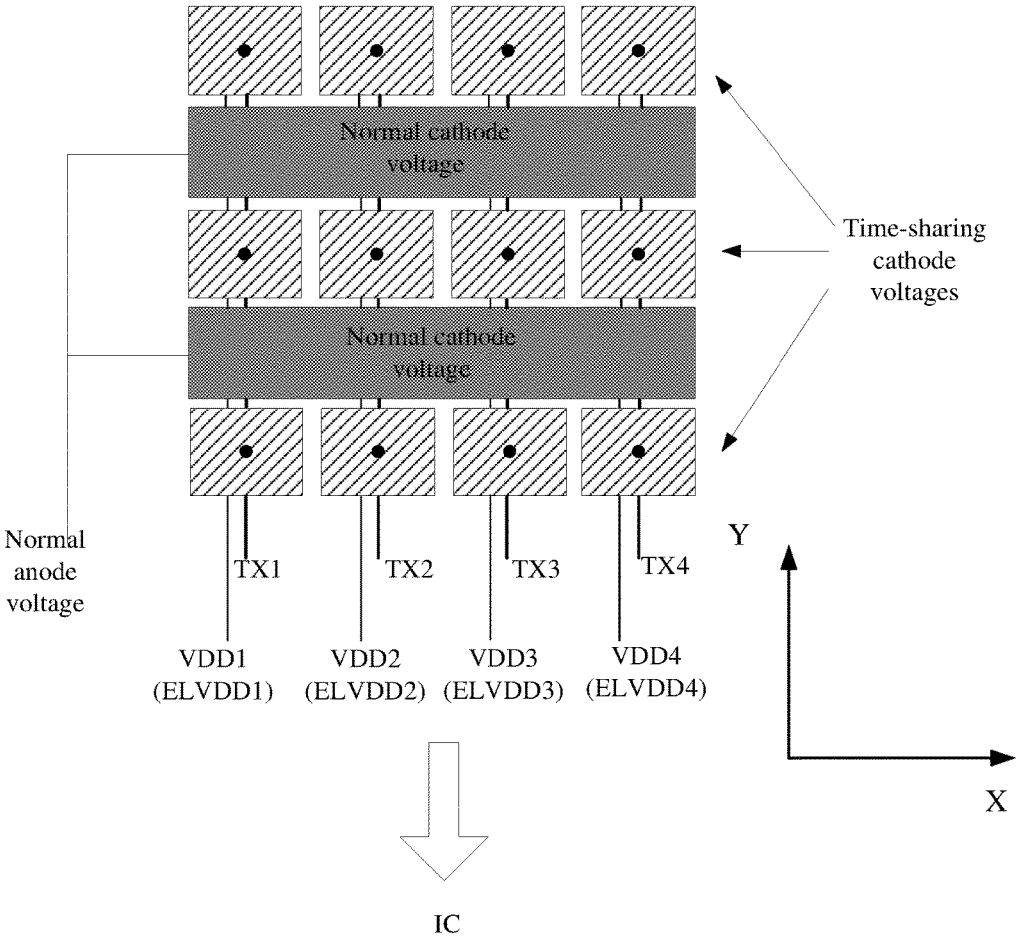 Normal cathode
voltage
Time-sharing
cathode
voltages
Normal cathode
voltage
Normal
anode
voltage
Y
TX1
TX2
TX3
TX4
VDD1
(ELVDD1)
VDD2
(ELVDD2)
VDD3
(ELVDD3)
VDD4
(ELVDD4)
X
IC